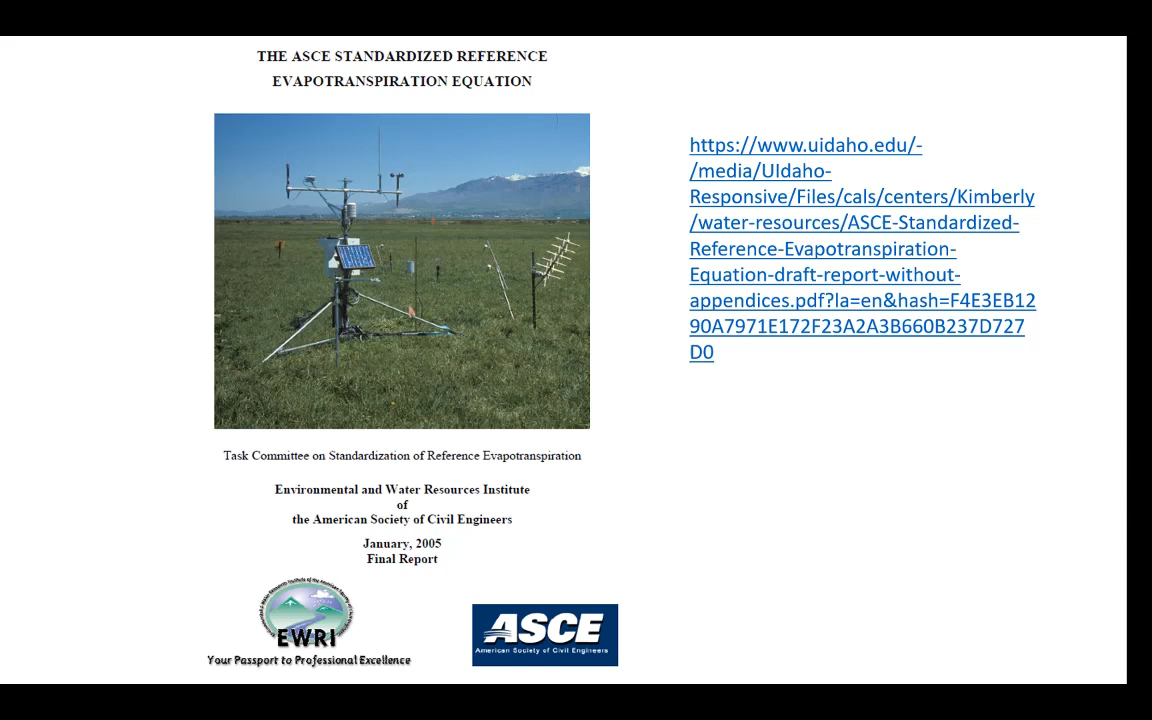 THE ASCE STANDARDIZED REFERENCE
EVAPOTRANSPIRATION EQUATION
https://www.uidaho.edu/-
/media/UIdaho-
Responsive/Files/cals/centers/Kimberly
/water-resources/ASCE-Standardized-
Reference-Evapotranspiration-
Equation-draft-report-without-
appendices.pdf?la=en&hash=F4E3EB12
90A7971E172F23A2A3B660B237D727
D0
Task Committee on Standardization of Reference Evapotranspiration
Environmental and Water Resources Institute
of
the American Society of Civil Engineers
January, 2005
Final Report
EWRI
Your Passport to Professional Excellence
ASCE
American Society of Civil Engineers